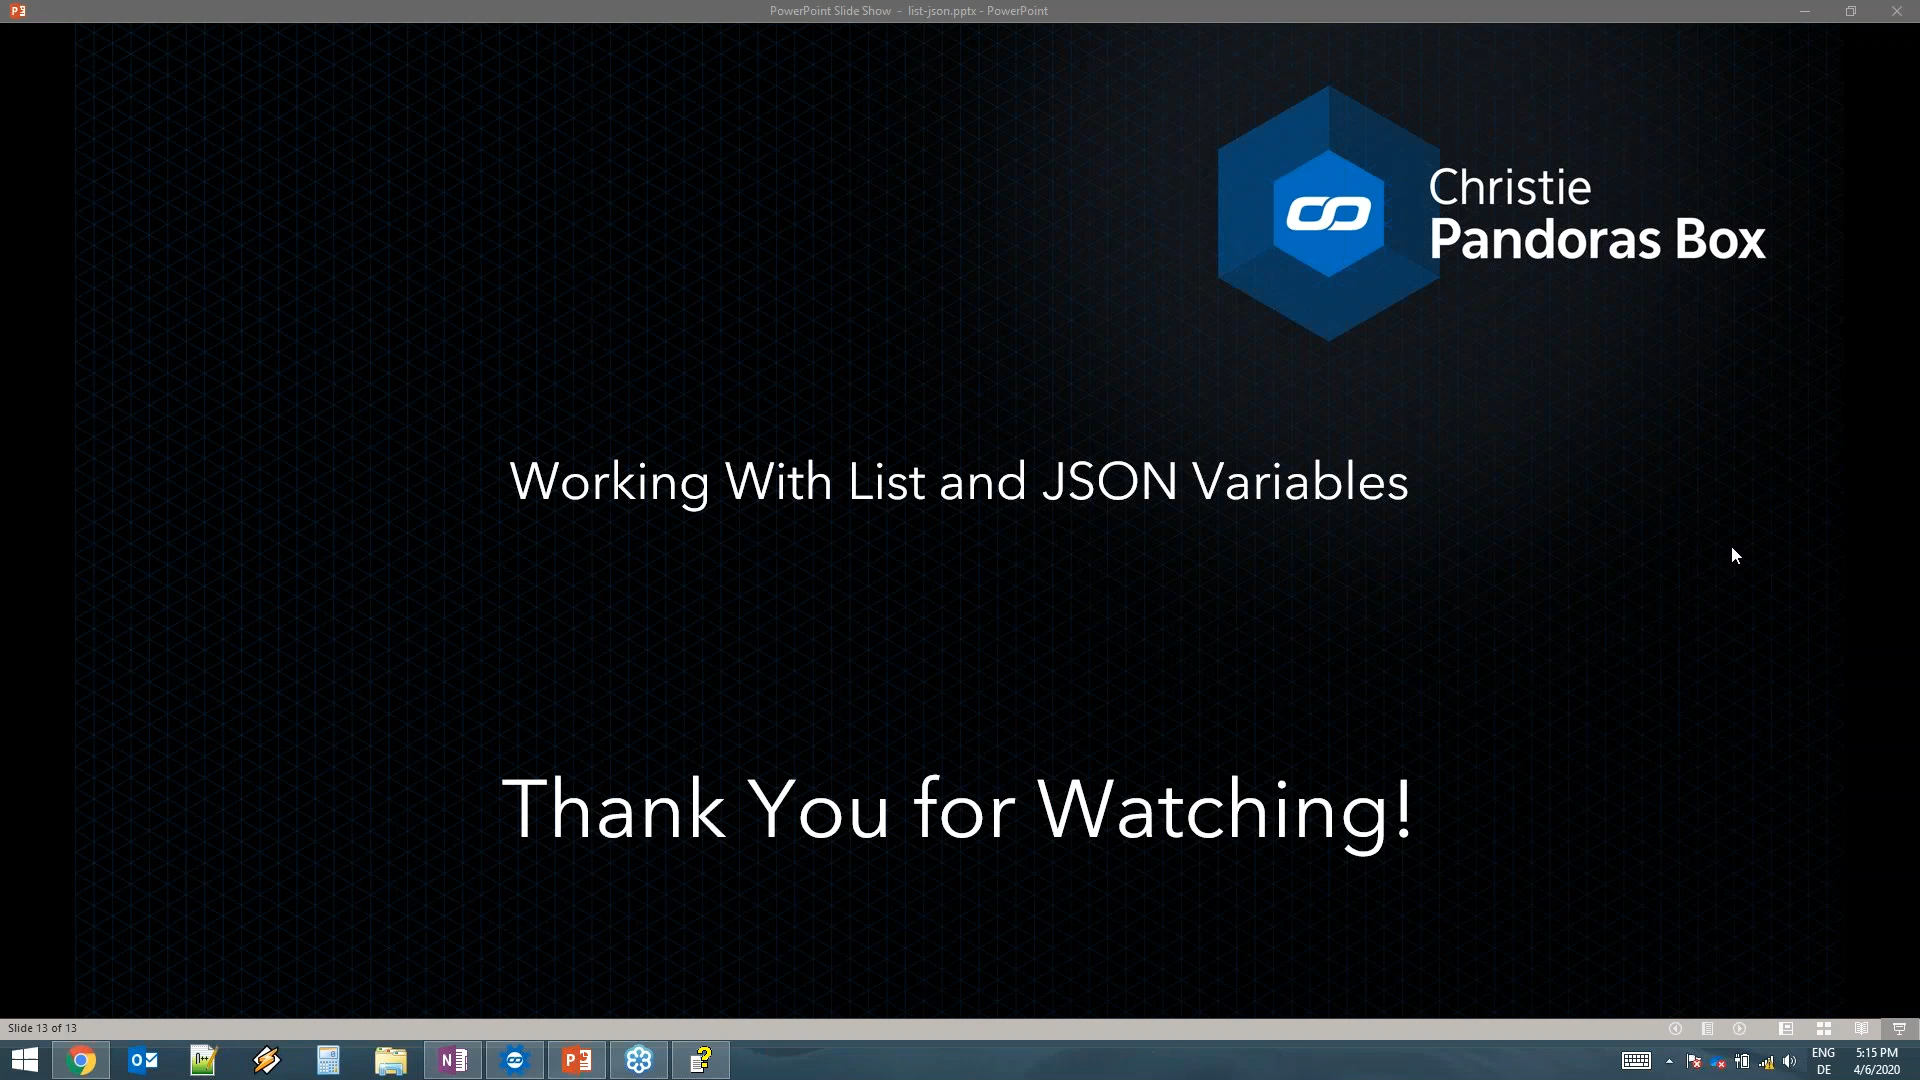 PowerPoint Slide Show - list-json.pptx - PowerPoint
Christie
Pandoras Box
Working With List and JSON Variables
Thank You for Watching!
Slide 13 of 13
ENG
DE
5:15 PM
4/6/2020